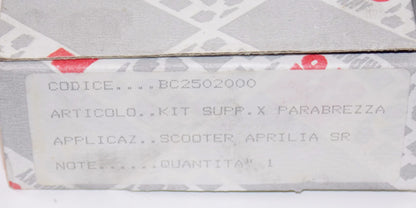 CODICE....BC2502000
ARTICOLO..KIT SUPP.X PARABREZZA
APPLICAZ..SCOOTER APRILIA SR
NOTE......QUANTITA' 1